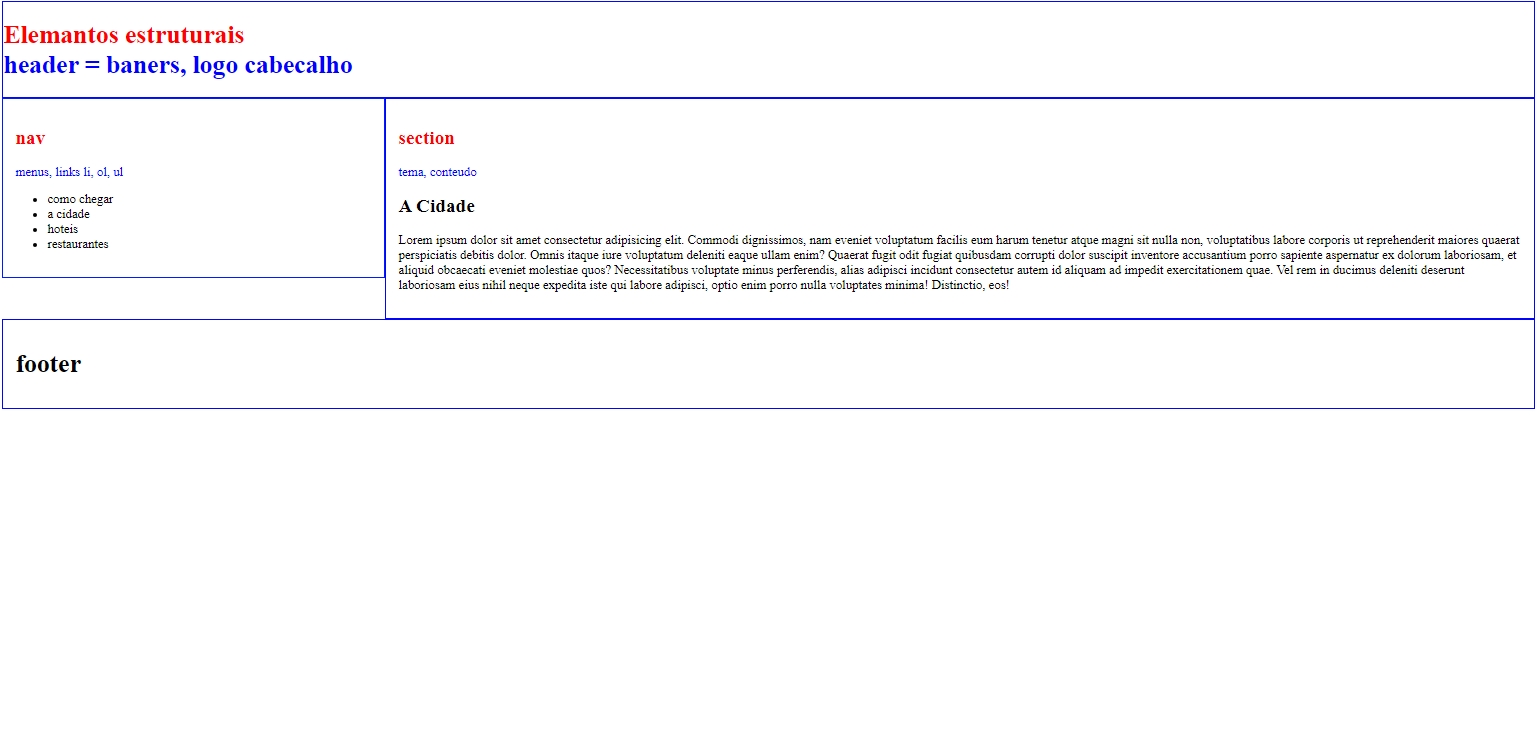 Elemantos estruturais
header = baners, logo cabecalho
nav
menus, links li, ol, ul
como chegar
a cidade
hoteis
restaurantes
section
tema, conteudo
A Cidade
Lorem ipsum dolor sit amet consectetur adipisicing elit. Commodi dignissimos, nam eveniet voluptatum facilis eum harum tenetur atque magni sit nulla non, voluptatibus labore corporis ut reprehenderit maiores quaerat
perspiciatis debitis dolor. Omnis itaque iure voluptatum deleniti eaque ullam enim? Quaerat fugit odit fugiat quibusdam corrupti dolor suscipit inventore accusantium porro sapiente aspernatur ex dolorum laboriosam, et
aliquid obcaecati eveniet molestiae quos? Necessitatibus voluptate minus perferendis, alias adipisci incidunt consectetur autem id aliquam ad impedit exercitationem quae. Vel rem in ducimus deleniti deserunt
laboriosam eius nihil neque expedita iste qui labore adipisci, optio enim porro nulla voluptates minima! Distinctio, eos!
footer